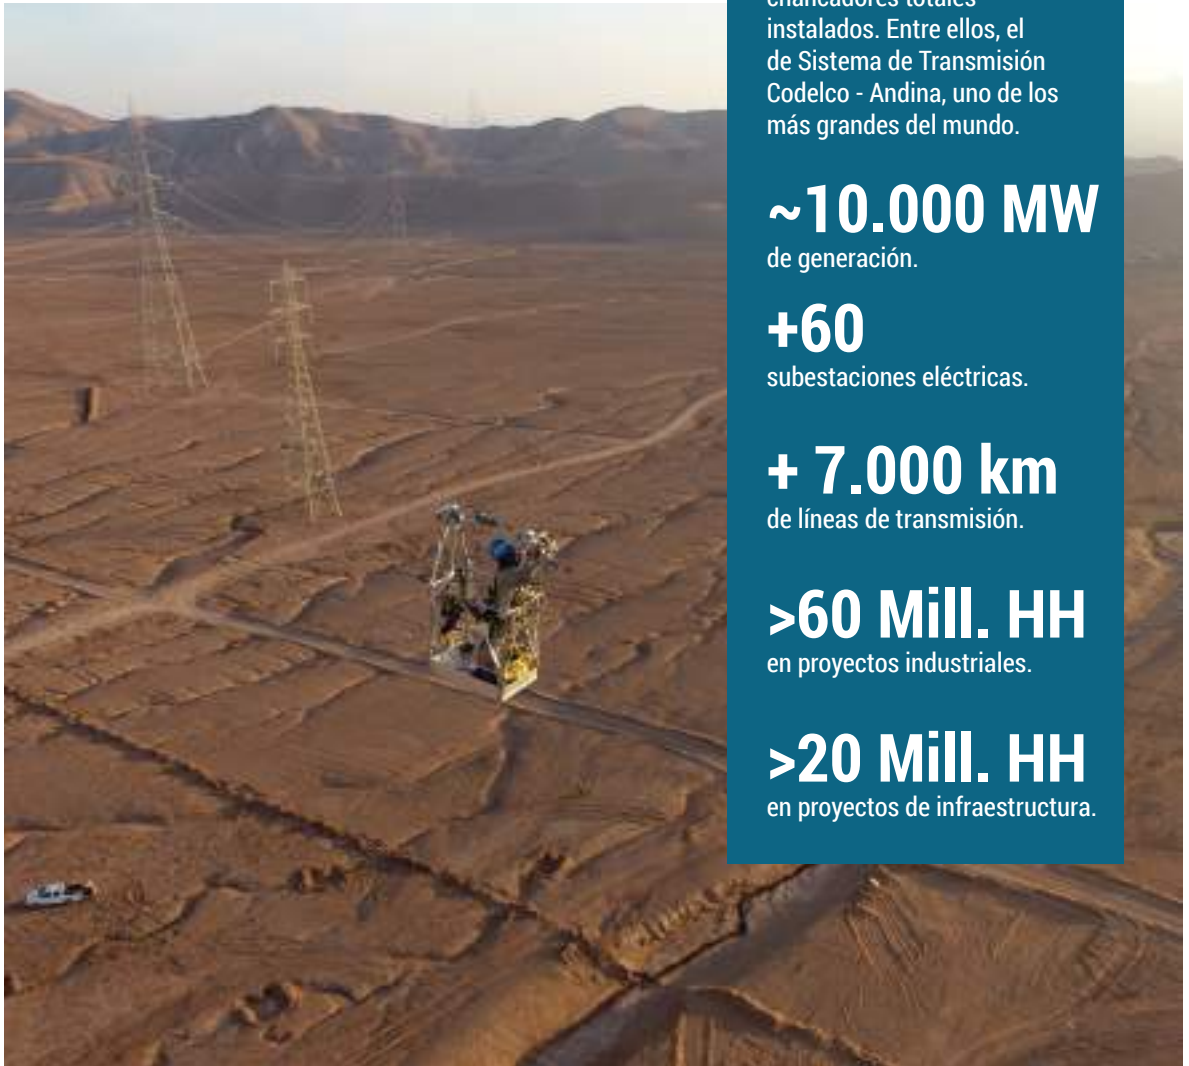 chancadores totales
instalados. Entre ellos, el
de Sistema de Transmisión
Codelco - Andina, uno de los
más grandes del mundo.
~10.000 MW
de generación.
+60
subestaciones eléctricas.
+ 7.000 km
de líneas de transmisión.
>60 Mill. HH
en proyectos industriales.
>20 Mill. HH
en proyectos de infraestructura.